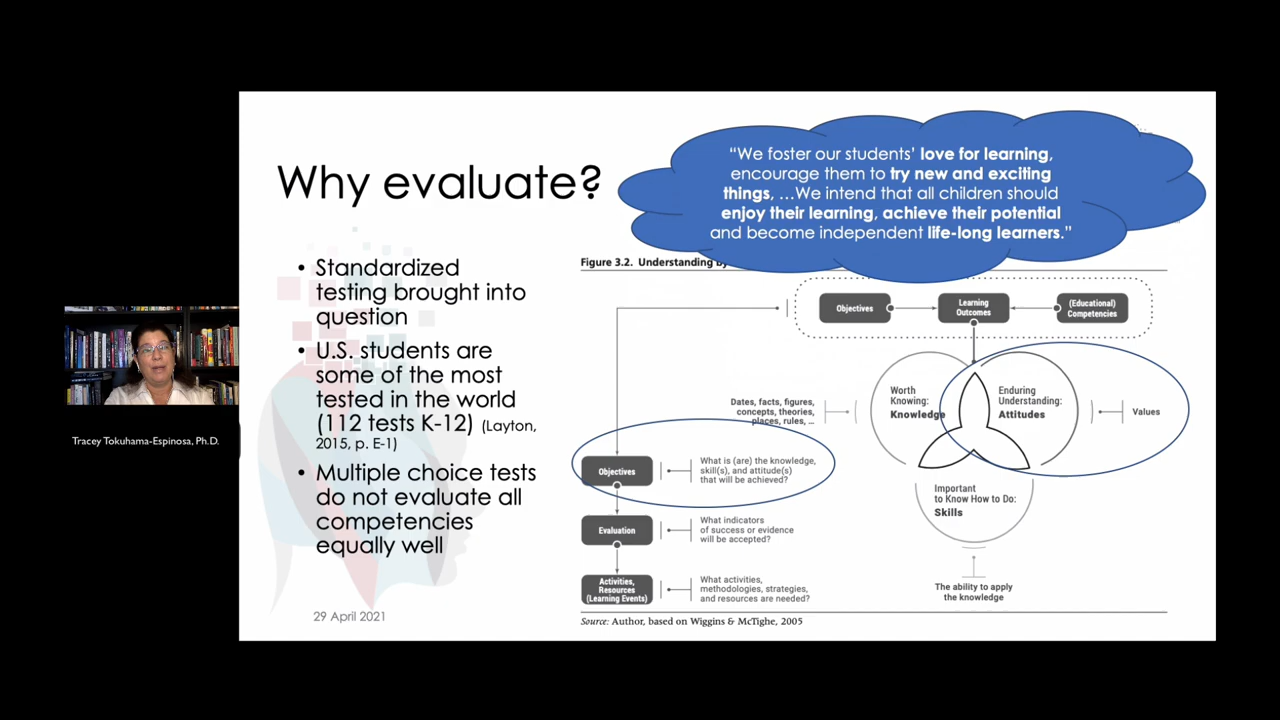 Why evaluate?
“We foster our students’ love for learning,
encourage them to try new and exciting
things, …We intend that all children should
enjoy their learning, achieve their potential
and become independent life-long learners.”
• Standardized
testing brought into
question
• U.S. students are
some of the most
tested in the world
(112 tests K-12) (Layton,
2015, p. E-1)
• Multiple choice tests
do not evaluate all
competencies
equally well
29 April 2021
Tracey Tokuhama-Espinosa, Ph.D.
Figure 3.2. Understanding by
Objectives
Learning
Outcomes
(Educational)
Competencies
Dates, facts, figures,
concepts, theories,
places, rules, ...
Worth
Knowing:
Knowledge
Enduring
Understanding:
Attitudes
Values
Important
to Know How to Do:
Skills
The ability to apply
the knowledge
Objectives
What is (are) the knowledge,
skill(s), and attitude(s)
that will be achieved?
Evaluation
What indicators
of success or evidence
will be accepted?
Activities,
Resources
(Learning Events)
What activities,
methodologies, strategies,
and resources are needed?
Source: Author, based on Wiggins & McTighe, 2005